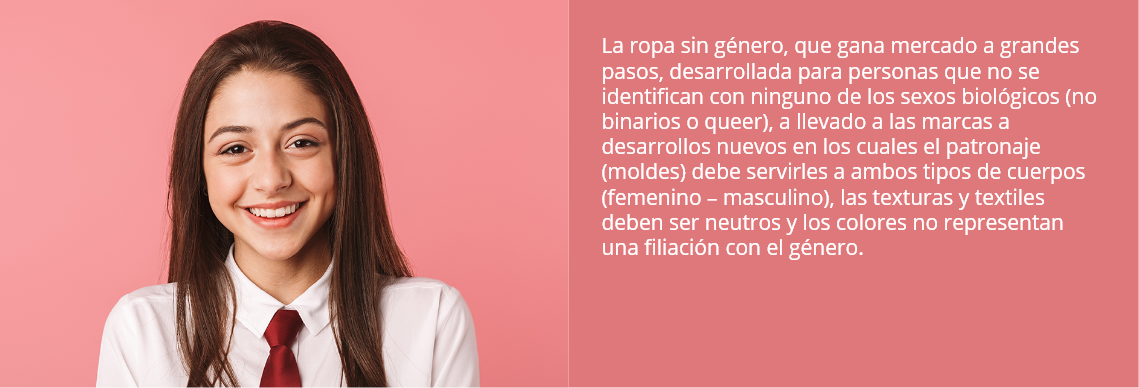 La ropa sin género, que gana mercado a grandes
pasos, desarrollada para personas que no se
identifican con ninguno de los sexos biológicos (no
binarios o queer), a llevado a las marcas a
desarrollos nuevos en los cuales el patronaje
(moldes) debe servirles a ambos tipos de cuerpos
(femenino – masculino), las texturas y textiles
deben ser neutros y los colores no representan
una filiación con el género.